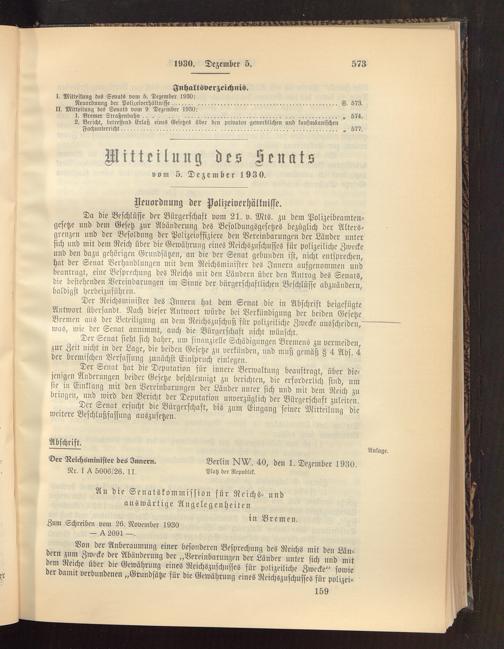 1930. Dezember 5. 573
Inhaltsverzeichnis.
I. Mitteilung des Senats vom 5. Dezember 1930:
Neuordnung der Polizeiverhältnisse S. 573.
II. Mitteilung des Senats vom 9. Dezember 1930:
1. Bremer Straßenbahn „ 574.
2. Bericht, betreffend Erlaß eines Gesetzes über den privaten gewerblichen und kaufmännischen
Fachunterricht „ 577.
Mitteilung des Senats
vom 5. Dezember 1930.
Neuordnung der Polizeiverhältnisse.
Da die Beschlüsse der Bürgerschaft vom 21. v. Mts. zu dem Polizeibeamten-
gesetz und dem Gesetz zur Abänderung des Besoldungsgesetzes bezüglich der Alters-
grenzen und der Besoldung der Polizeioffiziere den Vereinbarungen der Länder unter
sich und mit dem Reich über die Gewährung eines Reichszuschusses für polizeiliche Zwecke
und den dazu gehörigen Grundsätzen, an die der Senat gebunden ist, nicht entsprechen,
hat der Senat Verhandlungen mit dem Reichsminister des Innern aufgenommen und
beantragt, eine Besprechung des Reichs mit den Ländern über den Antrag des Senats,
die bestehenden Vereinbarungen im Sinne der bürgerschaftlichen Beschlüsse abzuändern,
baldigst herbeizuführen.
Der Reichsminister des Innern hat dem Senat die in Abschrift beigefügte
Antwort übersandt. Nach dieser Antwort würde bei Verkündigung der beiden Gesetze
Bremen aus der Beteiligung an dem Reichszuschuß für polizeiliche Zwecke ausscheiden,
was, wie der Senat annimmt, auch die Bürgerschaft nicht wünscht.
Der Senat sieht sich daher, um finanzielle Schädigungen Bremens zu vermeiden,
zur Zeit nicht in der Lage, die beiden Gesetze zu verkünden, und muß gemäß § 4 Abs. 4
der bremischen Verfassung zunächst Einspruch einlegen.
Der Senat hat die Deputation für innere Verwaltung beauftragt, über die-
jenigen Änderungen beider Gesetze beschleunigt zu berichten, die erforderlich sind, um
sie in Einklang mit den Vereinbarungen der Länder unter sich und mit dem Reich zu
bringen, und wird den Bericht der Deputation unverzüglich der Bürgerschaft zuleiten.
Der Senat ersucht die Bürgerschaft, bis zum Eingang seiner Mitteilung die
weitere Beschlußfassung auszusetzen.
Abschrift.
Anlage.
Der Reichsminister des Innern. Berlin NW. 40, den 1. Dezember 1930.
Nr. I A 5006/26. 11. Platz der Republik.
An die Senatskommission für Reichs- und
auswärtige Angelegenheiten
in Bremen.
Zum Schreiben vom 26. November 1930
— A 2691 —.
Von der Anberaumung einer besonderen Besprechung des Reichs mit den Län-
dern zum Zwecke der Abänderung der „Vereinbarungen der Länder unter sich und mit
dem Reiche über die Gewährung eines Reichszuschusses für polizeiliche Zwecke“ sowie
der damit verbundenen „Grundsätze für die Gewährung eines Reichszuschusses für polizei-
159